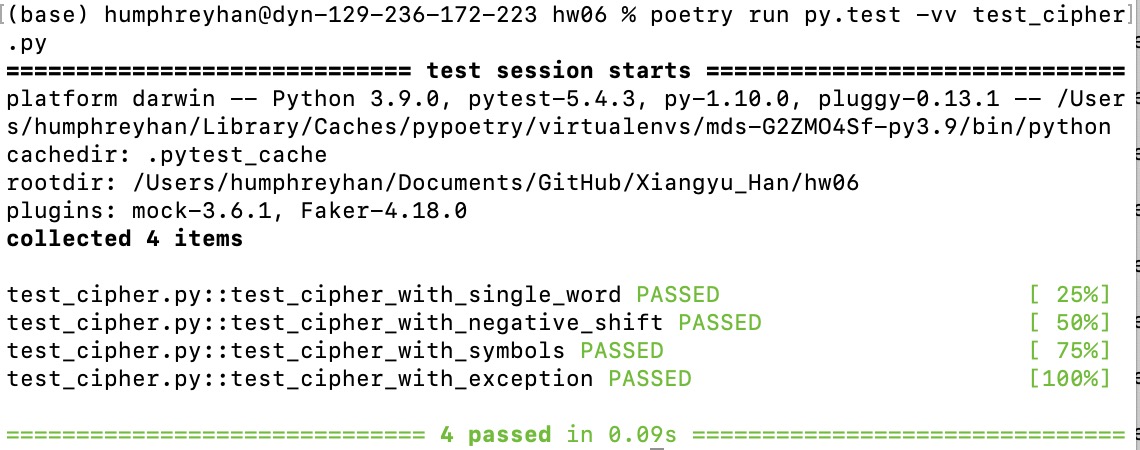 [(base) humphreyhan@dyn-129-236-172-223 hw06 % poetry run py.test -vv test_cipher]
.py
============================= test session starts ==============================
platform darwin -- Python 3.9.0, pytest-5.4.3, py-1.10.0, pluggy-0.13.1 -- /User
s/humphreyhan/Library/Caches/pypoetry/virtualenvs/mds-G2ZMO4Sf-py3.9/bin/python
cachedir: .pytest_cache
rootdir: /Users/humphreyhan/Documents/GitHub/Xiangyu_Han/hw06
plugins: mock-3.6.1, Faker-4.18.0
collected 4 items

test_cipher.py::test_cipher_with_single_word PASSED                      [ 25%]
test_cipher.py::test_cipher_with_negative_shift PASSED                   [ 50%]
test_cipher.py::test_cipher_with_symbols PASSED                          [ 75%]
test_cipher.py::test_cipher_with_exception PASSED                        [100%]

============================== 4 passed in 0.09s ===============================